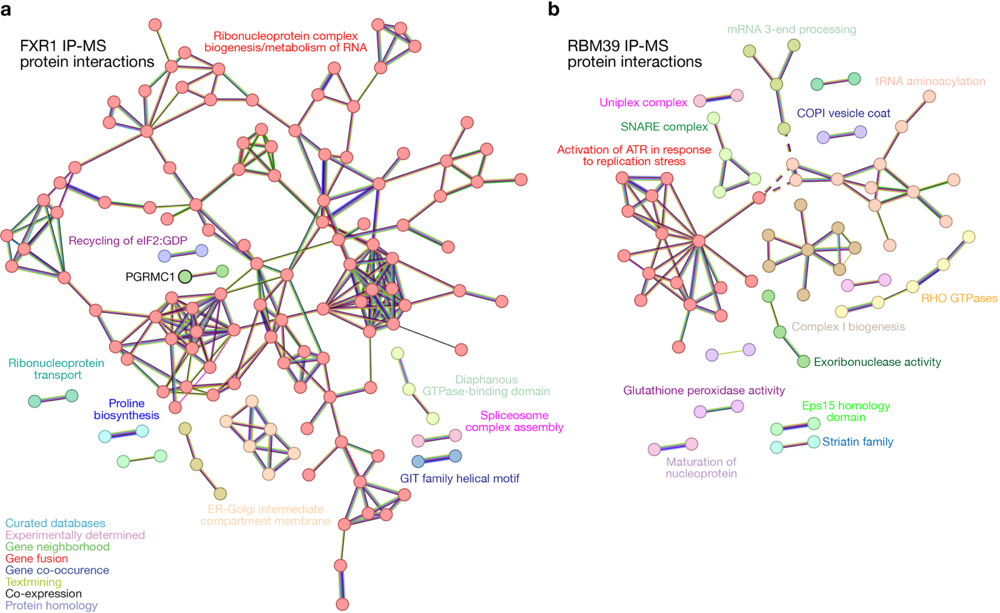 a
FXR1 IP-MS
protein interactions
Ribonucleoprotein complex
biogenesis/metabolism of RNA
Recycling of eIF2:GDP
PGRMC1
Ribonucleoprotein
transport
Proline
biosynthesis
Diaphanous
GTPase-binding domain
Spliceosome
complex assembly
GIT family helical motif
ER-Golgi intermediate
compartment membrane
Curated databases
Experimentally determined
Gene neighborhood
Gene fusion
Gene co-occurence
Textmining
Co-expression
Protein homology
b
RBM39 IP-MS
protein interactions
mRNA 3-end processing
tRNA aminoacylation
Uniplex complex
COPI vesicle coat
SNARE complex
Activation of ATR in response
to replication stress
RHO GTPases
Complex I biogenesis
Exoribonuclease activity
Glutathione peroxidase activity
Eps15 homology
domain
Striatin family
Maturation of
nucleoprotein